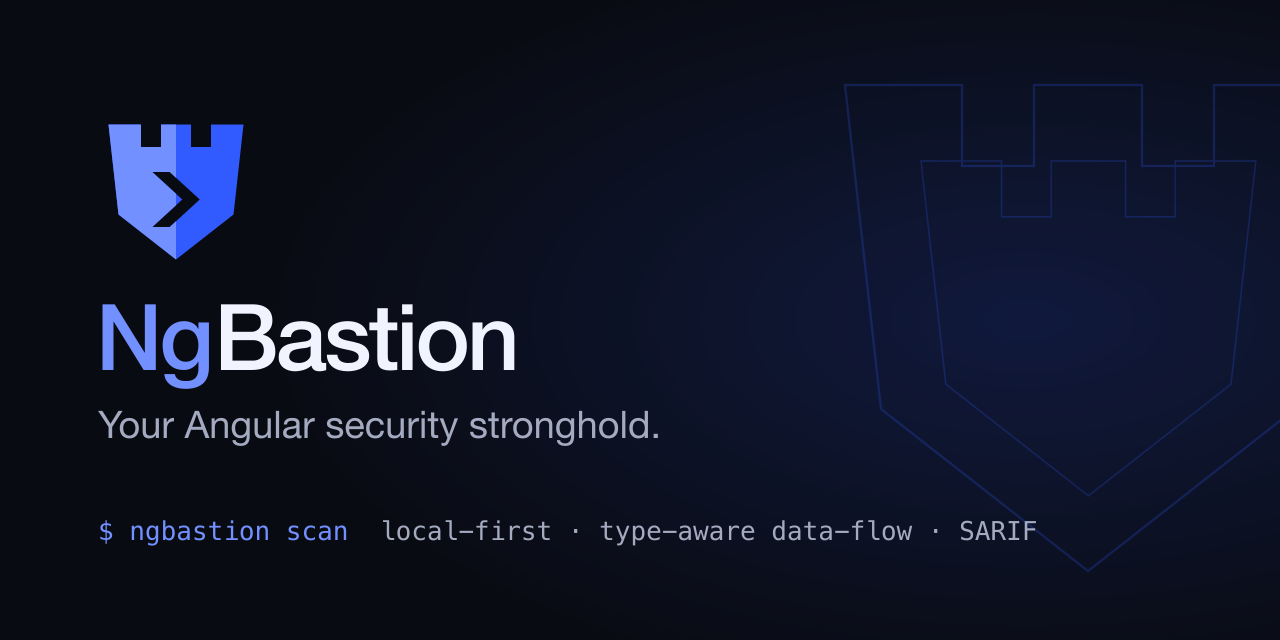 NgBastion
Your Angular security stronghold.
$ ngbastion scan  local-first · type-aware data-flow · SARIF